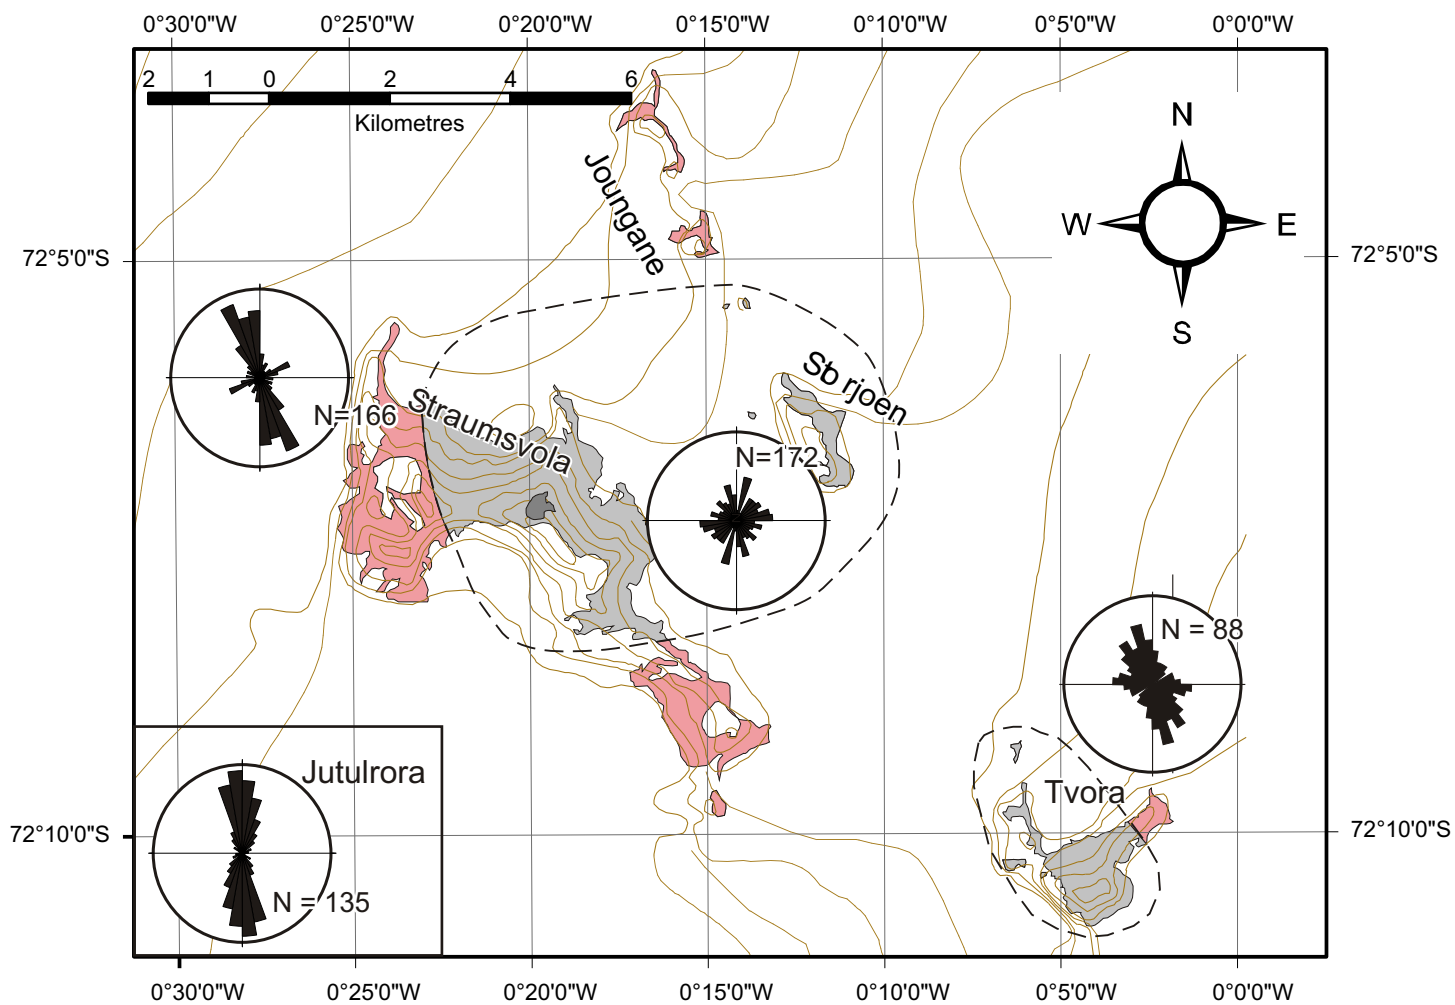 0°30'0"W 0°25'0"W 0°20'0"W 0°15'0"W 0°10'0"W 0°5'0"W 0°0'0"W
2 1 0 2 4 6
Kilometres
N
W E
S
Joungane
72°5'0"S 72°5'0"S
Sb rjoen
Straumsvola
N=166
N=172
N = 88
Jutulrora
Tvora
72°10'0"S 72°10'0"S
N = 135
0°30'0"W 0°25'0"W 0°20'0"W 0°15'0"W 0°10'0"W 0°5'0"W 0°0'0"W